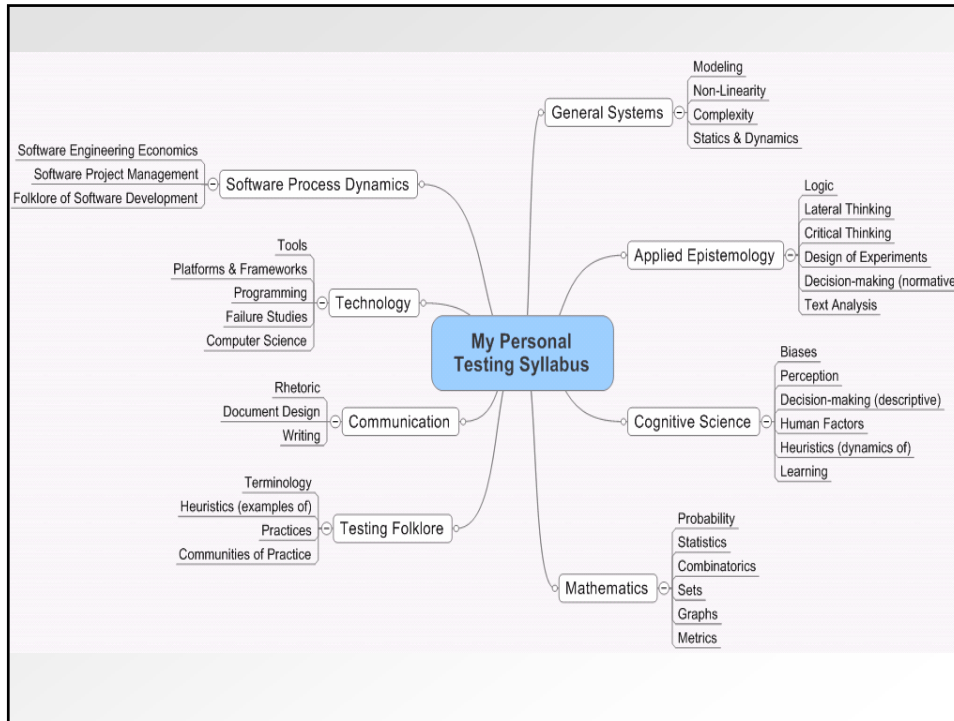 My Personal
Testing Syllabus
General Systems
Modeling
Non-Linearity
Complexity
Statics & Dynamics
Applied Epistemology
Logic
Lateral Thinking
Critical Thinking
Design of Experiments
Decision-making (normative
Text Analysis
Cognitive Science
Biases
Perception
Decision-making (descriptive)
Human Factors
Heuristics (dynamics of)
Learning
Mathematics
Probability
Statistics
Combinatorics
Sets
Graphs
Metrics
Software Process Dynamics
Software Engineering Economics
Software Project Management
Folklore of Software Development
Technology
Tools
Platforms & Frameworks
Programming
Failure Studies
Computer Science
Communication
Rhetoric
Document Design
Writing
Testing Folklore
Terminology
Heuristics (examples of)
Practices
Communities of Practice